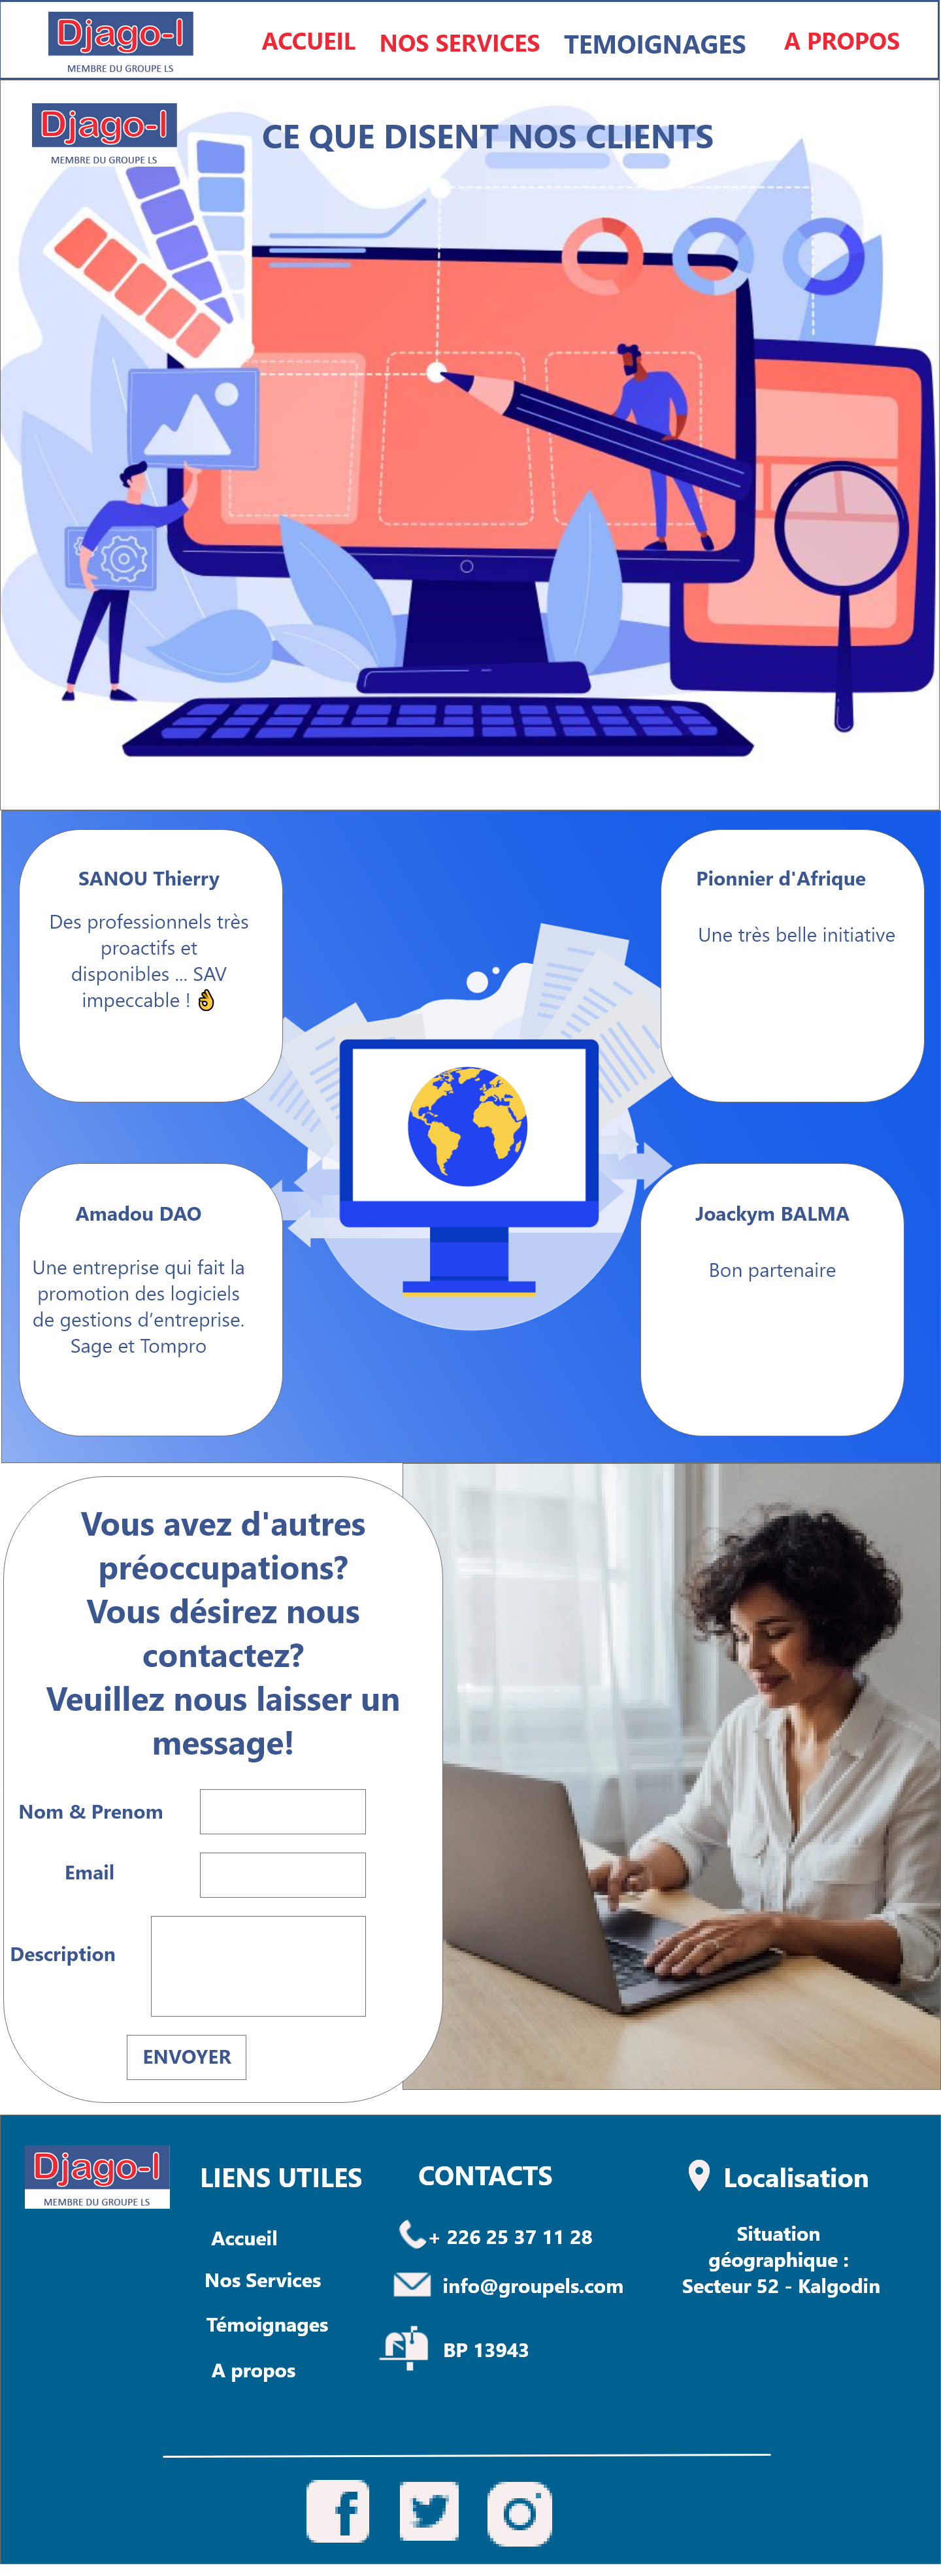 Djago-I
MEMBRE DU GROUPE LS
ACCUEIL
NOS SERVICES
TEMOIGNAGES
A PROPOS
Djago-I
MEMBRE DU GROUPE LS
CE QUE DISENT NOS CLIENTS
SANOU Thierry
Des professionnels très
proactifs et
disponibles ... SAV
impeccable ! 👌
Pionnier d'Afrique
Une très belle initiative
Amadou DAO
Une entreprise qui fait la
promotion des logiciels
de gestions d’entreprise.
Sage et Tompro
Joackym BALMA
Bon partenaire
Vous avez d'autres
préoccupations?
Vous désirez nous
contactez?
Veuillez nous laisser un
message!
Nom & Prenom
Email
Description
ENVOYER
Djago-I
MEMBRE DU GROUPE LS
LIENS UTILES
Accueil
Nos Services
Témoignages
A propos
CONTACTS
+ 226 25 37 11 28
info@groupels.com
BP 13943
Localisation
Situation
géographique :
Secteur 52 - Kalgodin